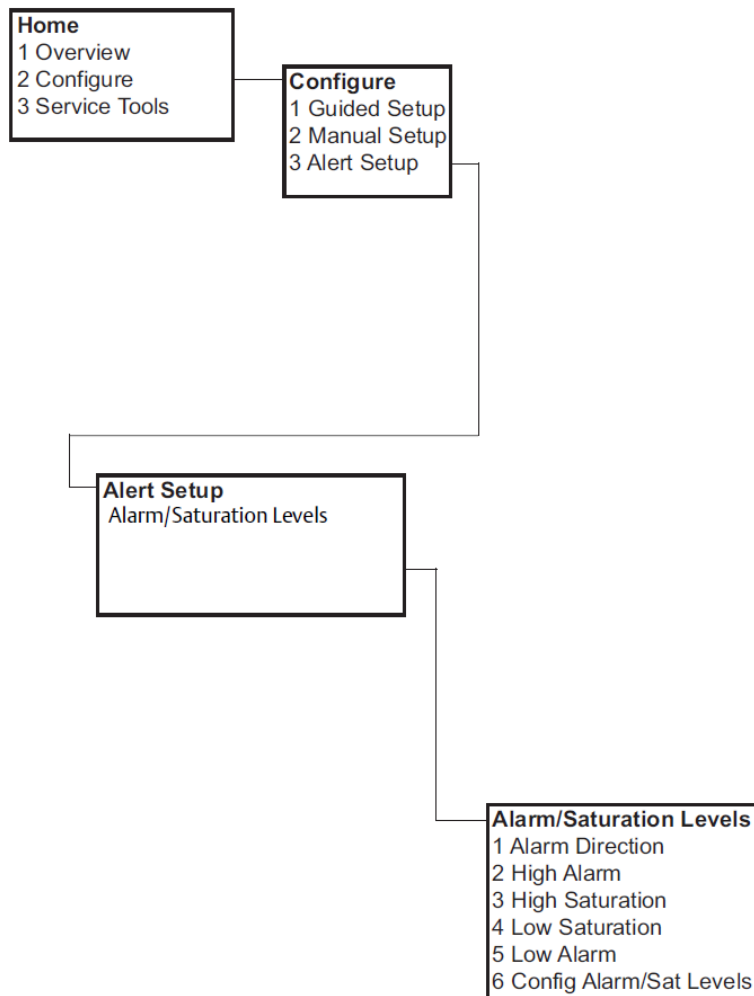 Home
1 Overview
2 Configure
3 Service Tools
Configure
1 Guided Setup
2 Manual Setup
3 Alert Setup
Alert Setup
Alarm/Saturation Levels
Alarm/Saturation Levels
1 Alarm Direction
2 High Alarm
3 High Saturation
4 Low Saturation
5 Low Alarm
6 Config Alarm/Sat Levels